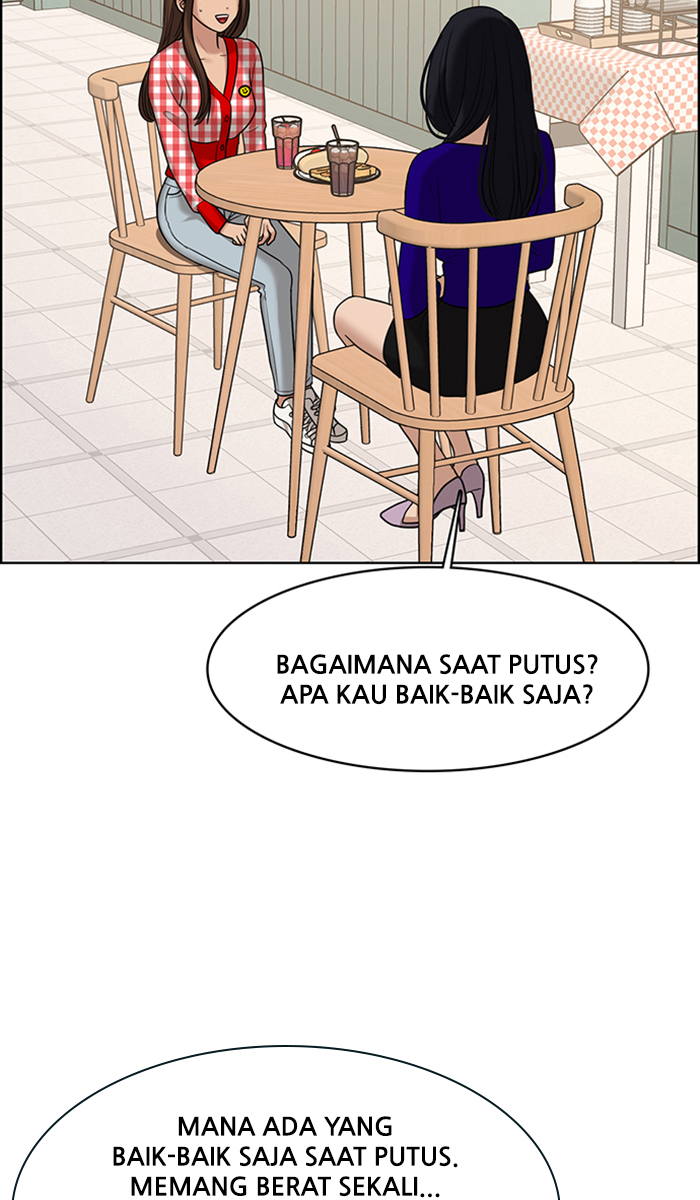 BAGAIMANA SAAT PUTUS?
APA KAU BAIK-BAIK SAJA?
MANA ADA YANG
BAIK-BAIK SAJA SAAT PUTUS.
MEMANG BERAT SEKALI...